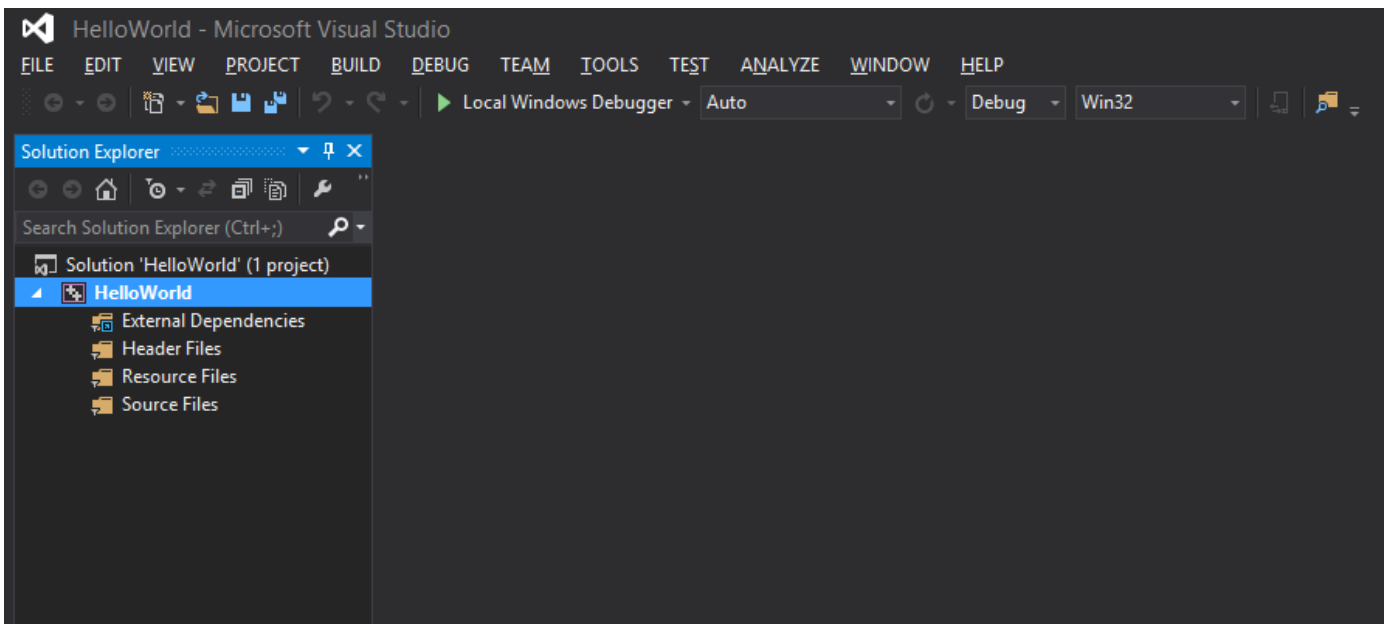 HelloWorld - Microsoft Visual Studio
FILE EDIT VIEW PROJECT BUILD DEBUG TEAM TOOLS TEST ANALYZE WINDOW HELP
Local Windows Debugger Auto Debug Win32
Solution Explorer
Search Solution Explorer (Ctrl+;)
Solution 'HelloWorld' (1 project)
HelloWorld
External Dependencies
Header Files
Resource Files
Source Files